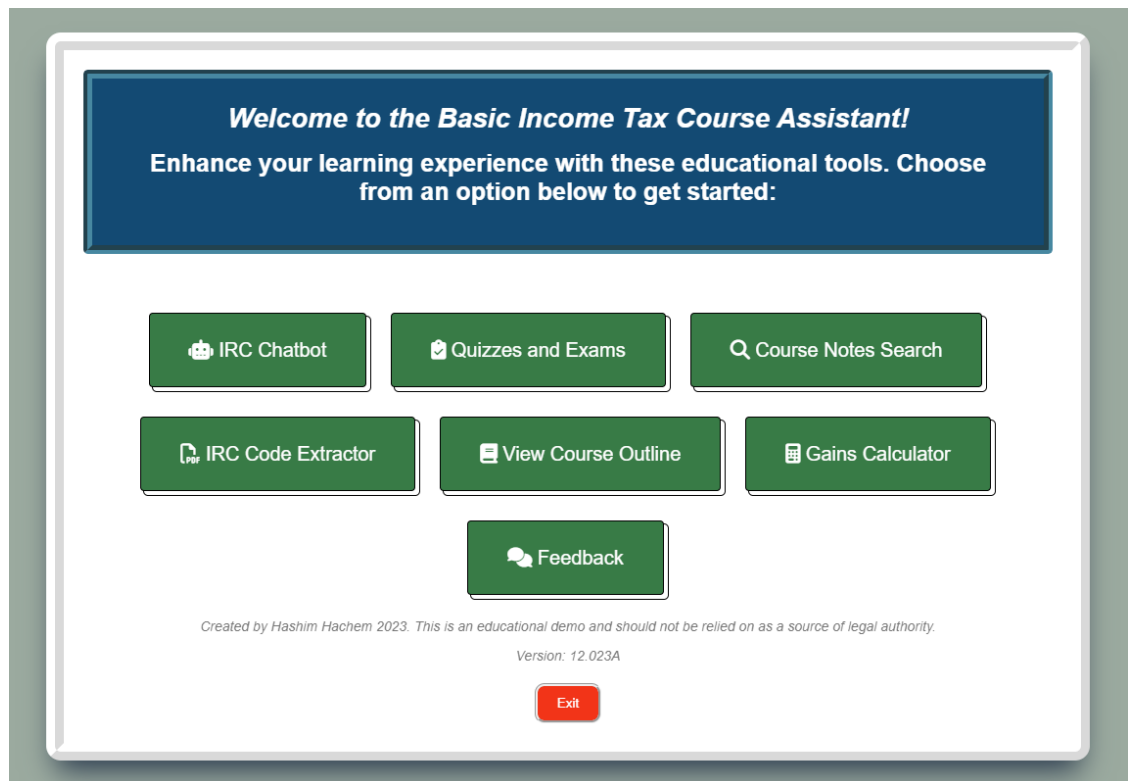 Welcome to the Basic Income Tax Course Assistant!
Enhance your learning experience with these educational tools. Choose
from an option below to get started:
IRC Chatbot
Quizzes and Exams
Course Notes Search
PDF
IRC Code Extractor
View Course Outline
Gains Calculator
Feedback
Created by Hashim Hachem 2023. This is an educational demo and should not be relied on as a source of legal authority.
Version: 12.023A
Exit